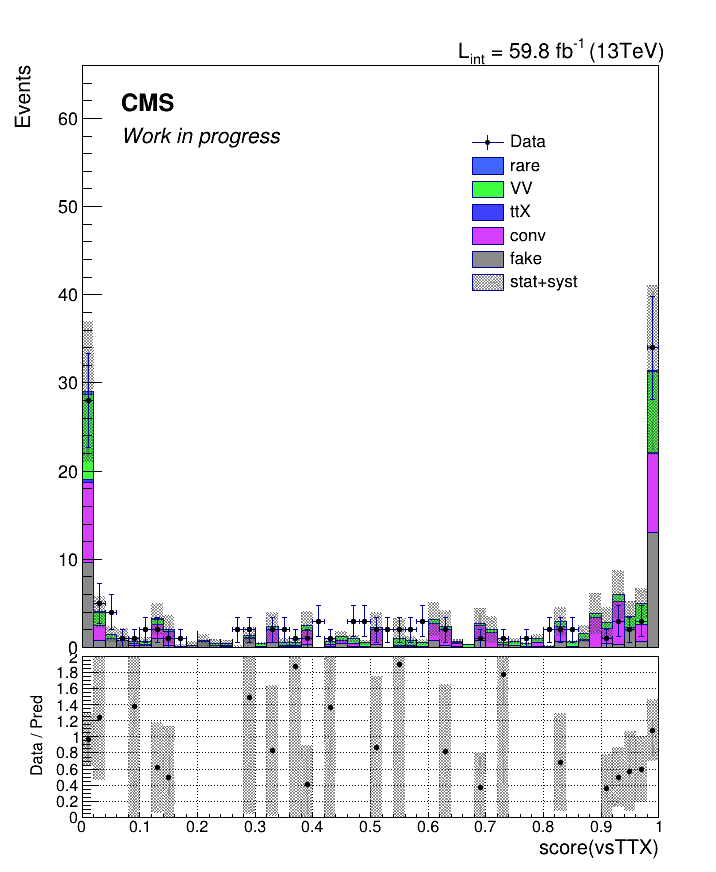 L_int = 59.8 fb^-1 (13TeV)
Events
CMS
Work in progress
Data
rare
VV
ttX
conv
fake
stat+syst
60
50
40
30
20
10
0
Data / Pred
2
1.8
1.6
1.4
1.2
1
0.8
0.6
0.4
0.2
0
0 0.1 0.2 0.3 0.4 0.5 0.6 0.7 0.8 0.9 1
score(vsTTX)